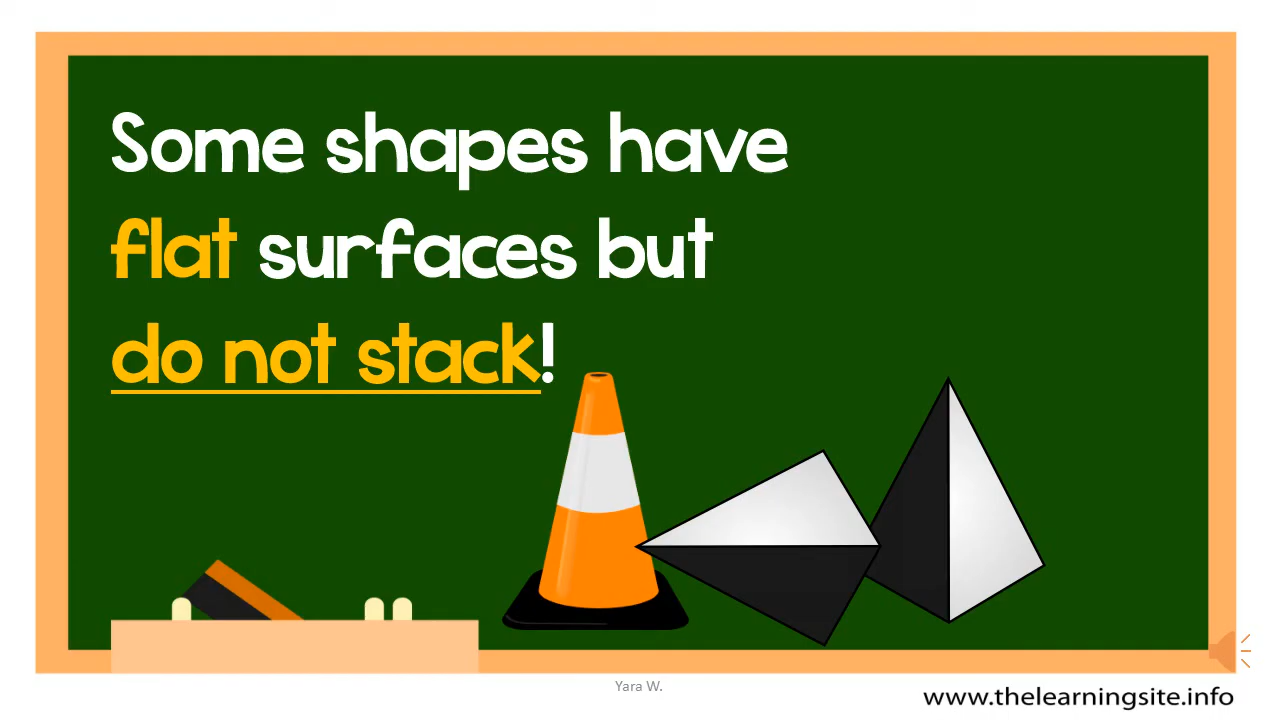 Some shapes have
flat surfaces but
do not stack!
Yara W.
www.thelearningsite.info